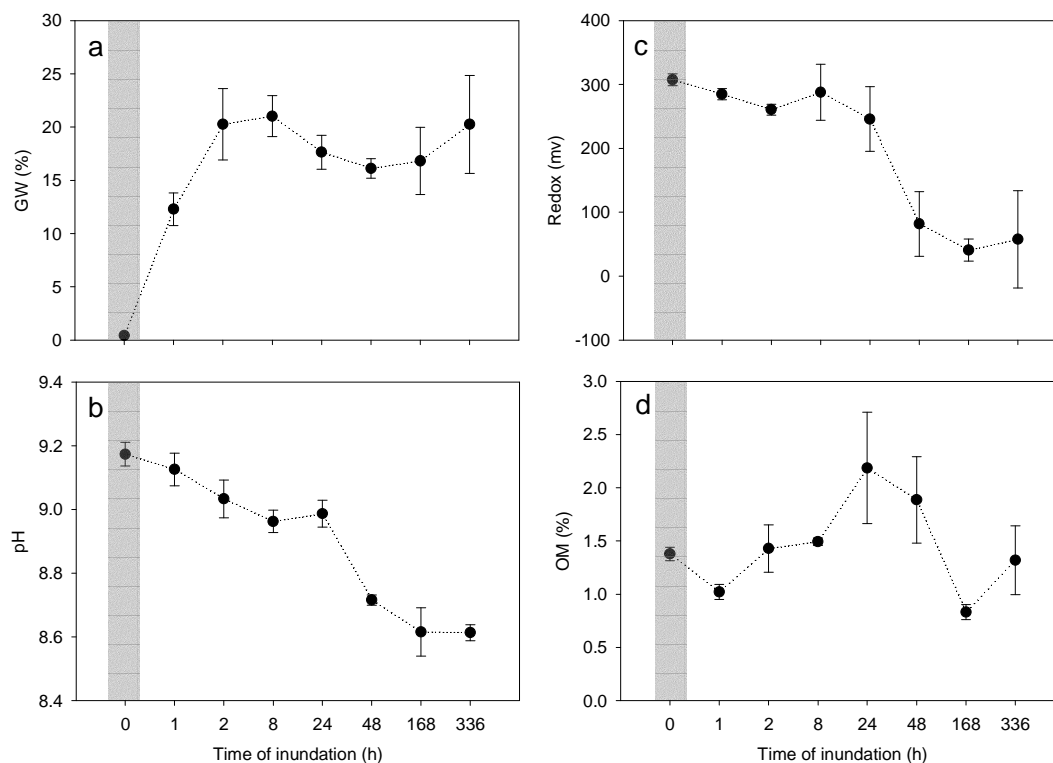 a
GW (%)
30
25
20
15
10
5
0
c
Redox (mv)
400
300
200
100
0
-100
b
pH
9.4
9.2
9.0
8.8
8.6
8.4
0 1 2 8 24 48 168 336
Time of inundation (h)
d
OM (%)
3.0
2.5
2.0
1.5
1.0
0.5
0.0
0 1 2 8 24 48 168 336
Time of inundation (h)